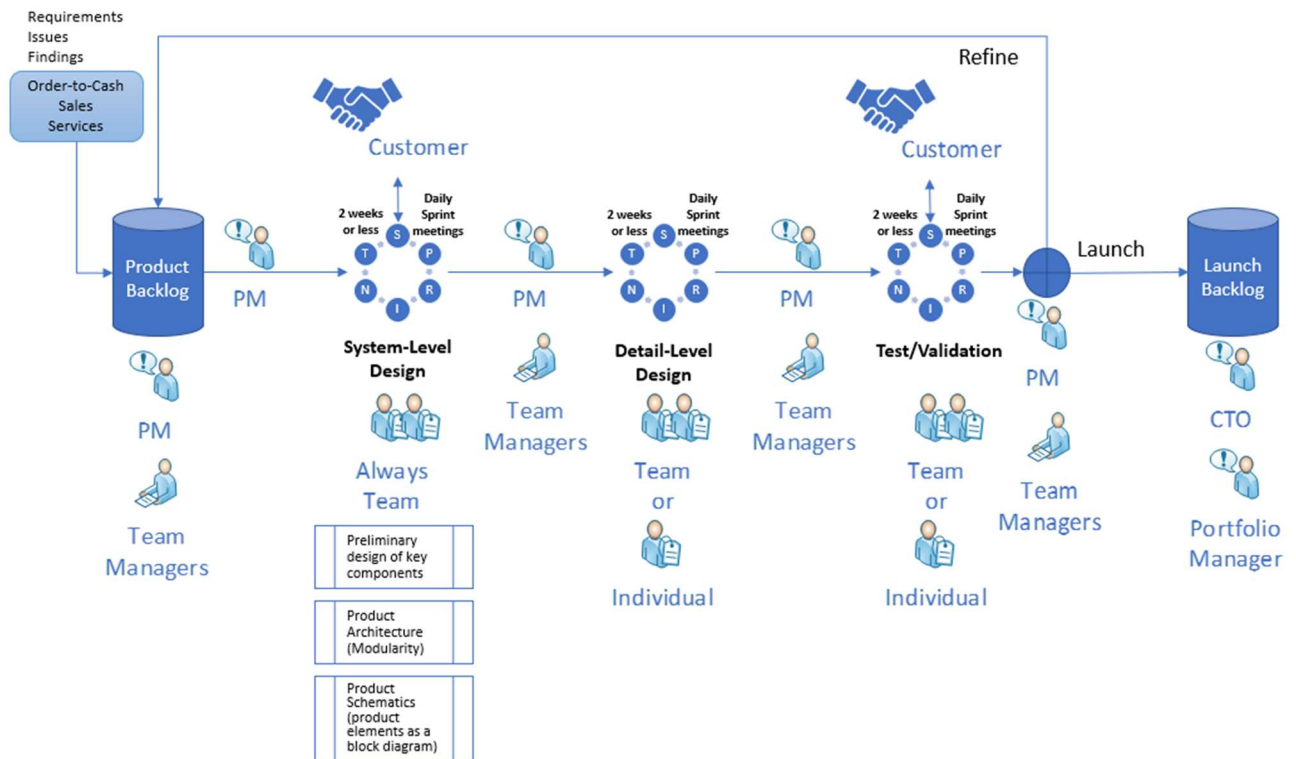 Requirements
Issues
Findings
Order-to-Cash
Sales
Services
Refine
Customer
Customer
2 weeks
or less
Daily
Sprint
meetings
S
P
R
I
N
T
2 weeks
or less
Daily
Sprint
meetings
S
P
R
I
N
T
2 weeks
or less
Daily
Sprint
meetings
S
P
R
I
N
T
Product
Backlog
PM
PM
PM
Launch
Launch
Backlog
PM
Team
Managers
System-Level
Design
Always
Team
Preliminary
design of key
components
Product
Architecture
(Modularity)
Product
Schematics
(product
elements as a
block diagram)
Team
Managers
Detail-Level
Design
Team
or
Individual
Team
Managers
Test/Validation
Team
or
Individual
PM
Team
Managers
CTO
Portfolio
Manager